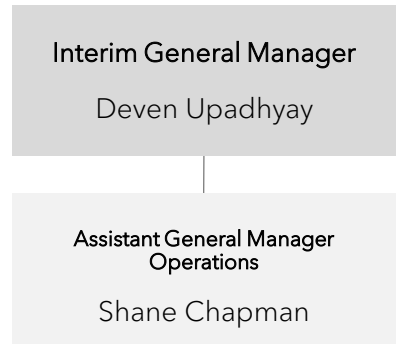 Interim General Manager
Deven Upadhyay
Assistant General Manager
Operations
Shane Chapman